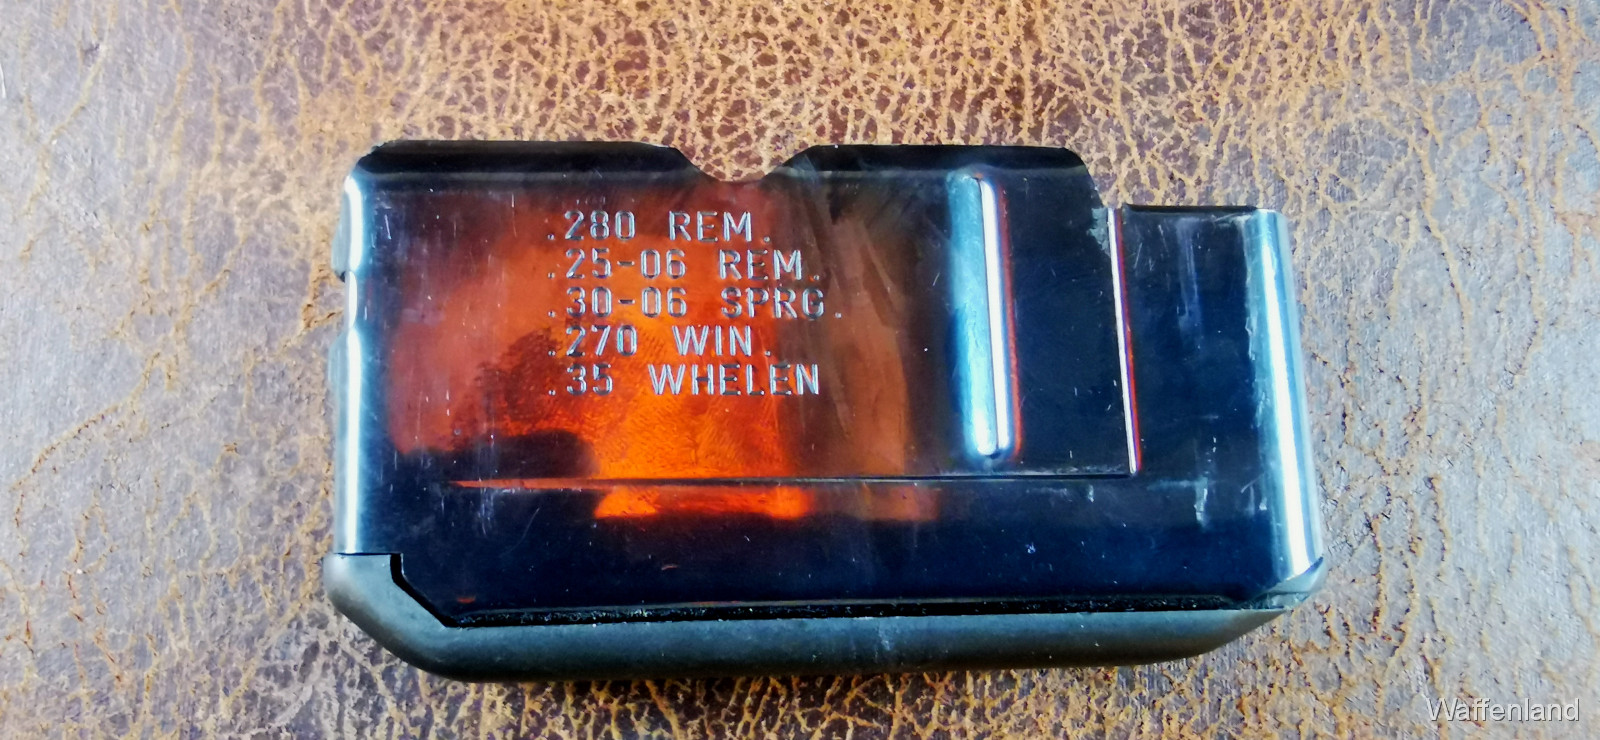 .280 REM.
.25-06 REM.
.30-06 SPRG.
.270 WIN.
.35 WHELEN
Waffenland